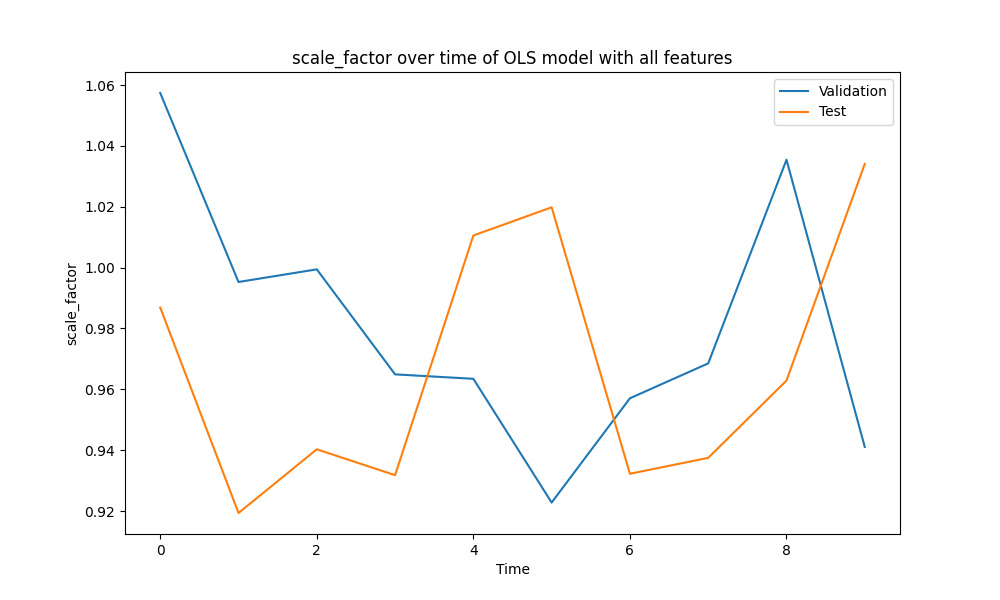 scale_factor over time of OLS model with all features
Validation
Test
1.06
1.04
1.02
1.00
0.98
0.96
0.94
0.92
scale_factor
0 2 4 6 8
Time